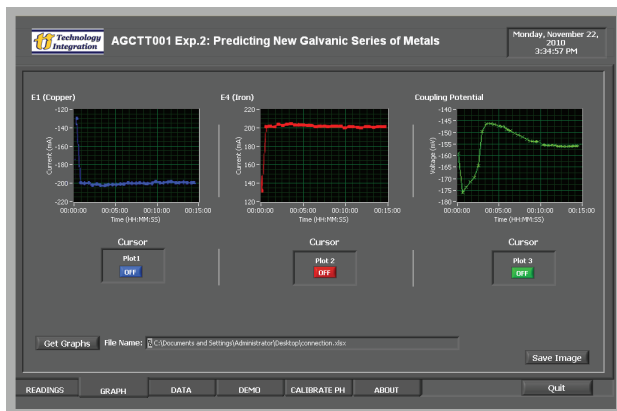 Technology
Integration
AGCTT001 Exp.2: Predicting New Galvanic Series of Metals
Monday, November 22,
2010
3:34:57 PM
E1 (Copper)
-120
-140
-160
-180
-200
-220
Current (mA)
00:00:00 00:05:00 00:10:00 00:15:00
Time (HH:MM:SS)
E4 (Iron)
220
200
180
160
140
120
Current (mA)
00:00:00 00:05:00 00:10:00 00:15:00
Time (HH:MM:SS)
Coupling Potential
-140
-145
-150
-155
-160
-165
-170
-175
-180
Voltage (mV)
00:00:00 00:05:00 00:10:00 00:15:00
Time (HH:MM:SS)
Cursor
Plot1
OFF
Cursor
Plot 2
OFF
Cursor
Plot 3
OFF
Get Graphs File Name: C:\Documents and Settings\Administrator\Desktop\connection.xlsx
Save Image
READINGS GRAPH DATA DEMO CALIBRATE PH ABOUT Quit